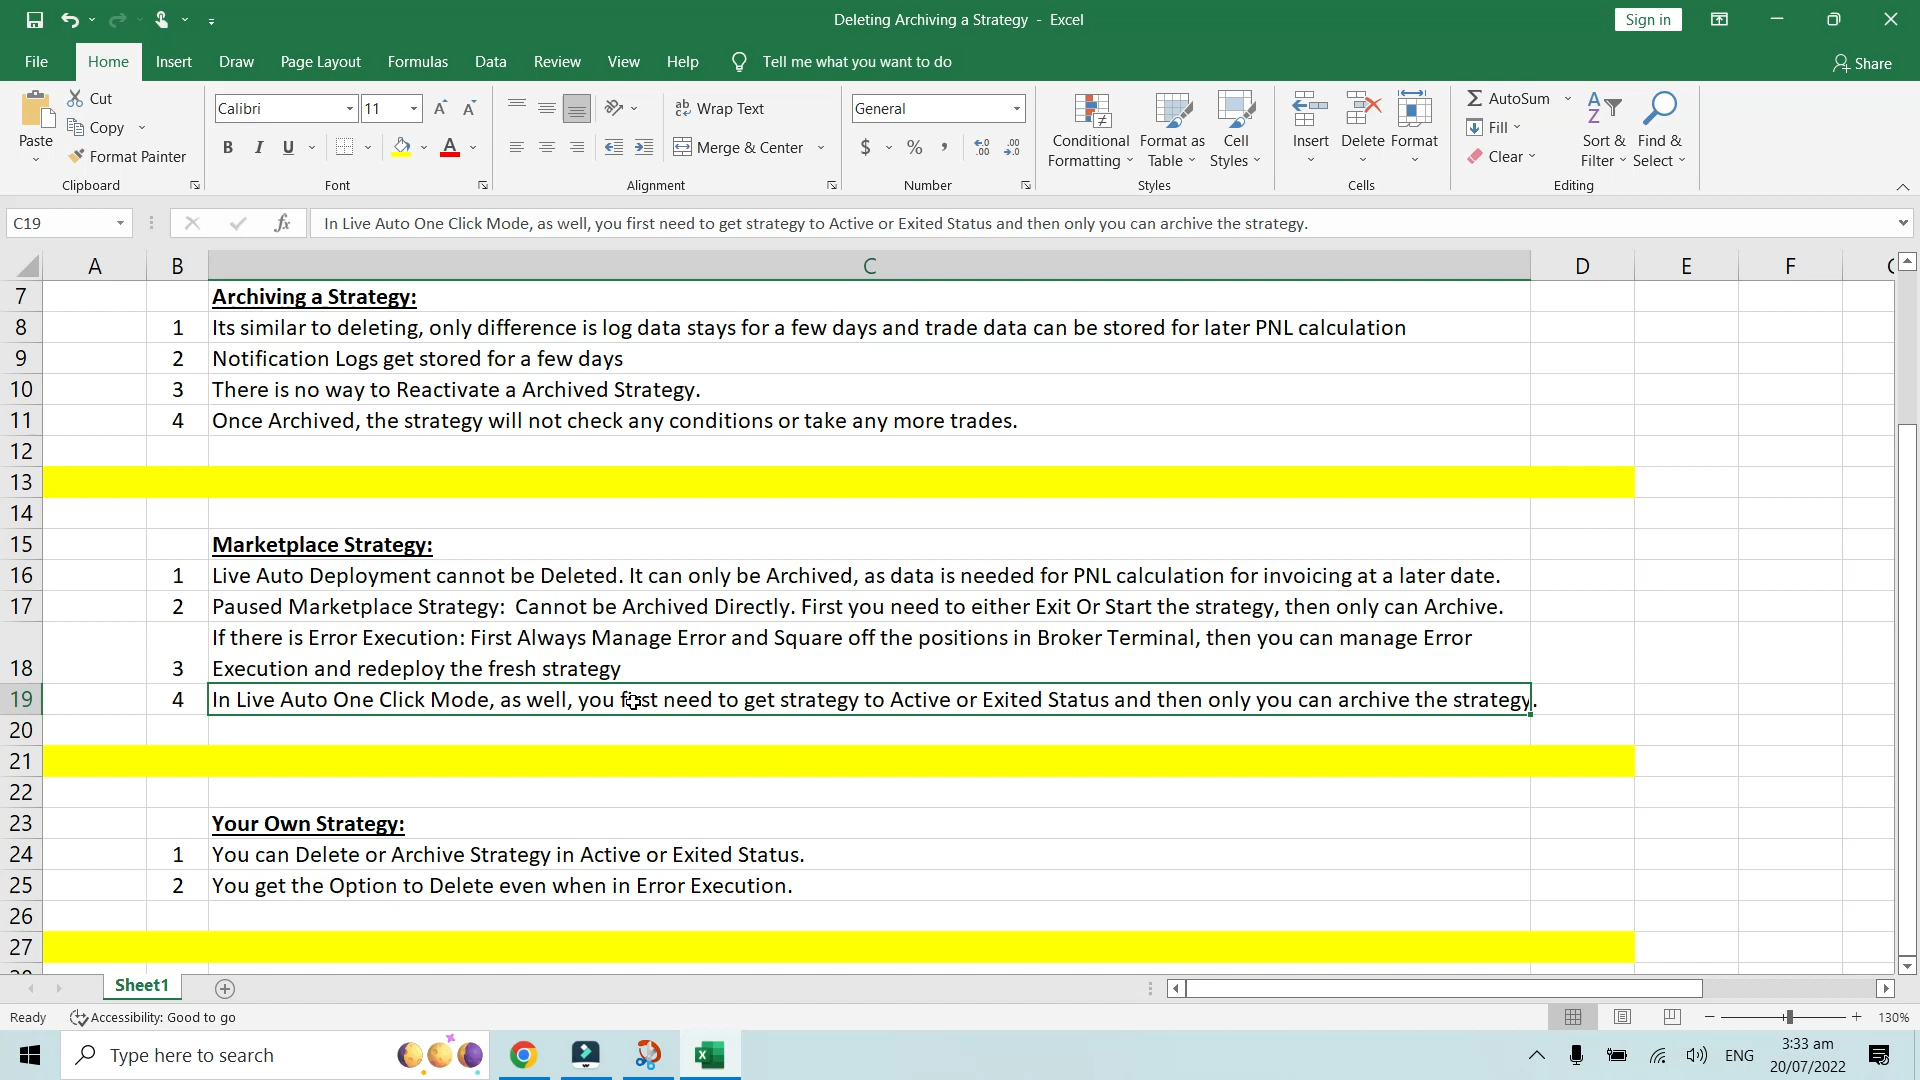 Deleting Archiving a Strategy - Excel
Sign in
File Home Insert Draw Page Layout Formulas Data Review View Help Tell me what you want to do
Share
Paste
Cut
Copy
Format Painter
Clipboard
Calibri 11
B I U
Font
Wrap Text
Merge & Center
Alignment
General
$ % ,
Number
Conditional Formatting
Format as Table
Cell Styles
Styles
Insert Delete Format
Cells
AutoSum
Fill
Clear
Sort & Filter
Find & Select
Editing
C19
fx
In Live Auto One Click Mode, as well, you first need to get strategy to Active or Exited Status and then only you can archive the strategy.
A B C D E F
7 Archiving a Strategy:
8 1 Its similar to deleting, only difference is log data stays for a few days and trade data can be stored for later PNL calculation
9 2 Notification Logs get stored for a few days
10 3 There is no way to Reactivate a Archived Strategy.
11 4 Once Archived, the strategy will not check any conditions or take any more trades.
12
13
14
15 Marketplace Strategy:
16 1 Live Auto Deployment cannot be Deleted. It can only be Archived, as data is needed for PNL calculation for invoicing at a later date.
17 2 Paused Marketplace Strategy: Cannot be Archived Directly. First you need to either Exit Or Start the strategy, then only can Archive.
If there is Error Execution: First Always Manage Error and Square off the positions in Broker Terminal, then you can manage Error
18 3 Execution and redeploy the fresh strategy
19 4 In Live Auto One Click Mode, as well, you first need to get strategy to Active or Exited Status and then only you can archive the strategy.
20
21
22
23 Your Own Strategy:
24 1 You can Delete or Archive Strategy in Active or Exited Status.
25 2 You get the Option to Delete even when in Error Execution.
26
27
Sheet1
Ready Accessibility: Good to go
130%
Type here to search
ENG
3:33 am
20/07/2022